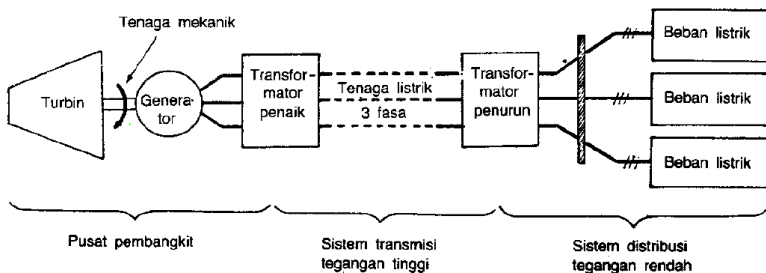 Tenaga mekanik
Turbin
Genera-
tor
Transfor-
mator
penaik
Tenaga listrik
3 fasa
Transfor-
mator
penurun
Beban listrik
Beban listrik
Beban listrik
Pusat pembangkit
Sistem transmisi
tegangan tinggi
Sistem distribusi
tegangan rendah